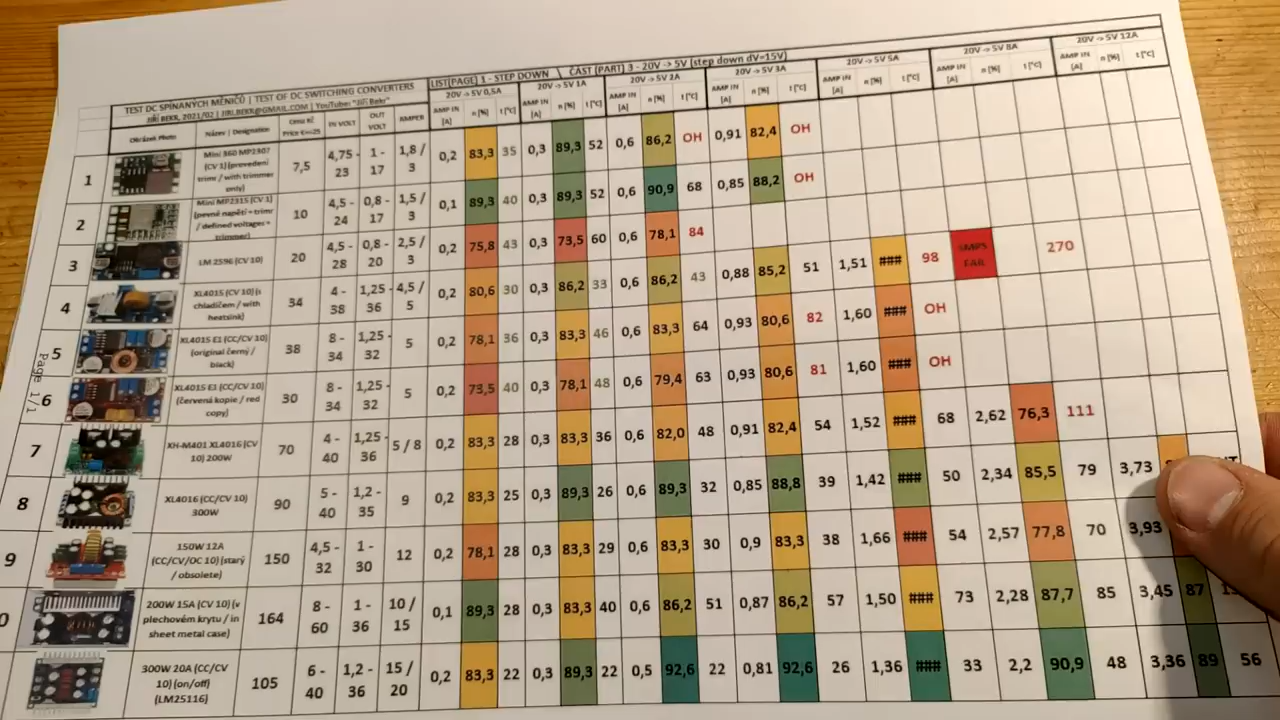 LIST(PAGE) 1 - STEP DOWN \ ČÁST (PART) 3 - 20V -> 5V (step down dV=15V)
TEST DC SPÍNANÝCH MĚNIČŮ | TEST OF DC SWITCHING CONVERTERS
20V -> 5V 0,5A 20V -> 5V 1A 20V -> 5V 2A 20V -> 5V 3A 20V -> 5V 5A 20V -> 5V 8A 20V -> 5V 12A
JIŘÍ BEKR, 2021/02 | JIRI.BEKR@GMAIL.COM | YouTube: "Jiří Bekr"
Obrázek Photo Název | Designation Cena Kč IN VOLT OUT VOLT AMPER AMP IN [A] n [%] t [°C] AMP IN [A] n [%] t [°C] AMP IN [A] n [%] t [°C] AMP IN [A] n [%] t [°C] AMP IN [A] n [%] t [°C] AMP IN [A] n [%] t [°C] AMP IN [A] n [%] t [°C]
1 Mini 360 MP2307 (CV 1) (provedení trimr / with trimmer only) 7,5 4,75 - 23 1 - 17 1,8 / 3 0,2 83,3 35 0,3 89,3 52 0,6 86,2 OH 0,91 82,4 OH
2 Mini MP2315 (CV 1) (pevné napětí + trimr / defined voltages + trimmer) 10 4,5 - 24 0,8 - 17 1,5 / 3 0,1 89,3 40 0,3 89,3 52 0,6 90,9 68 0,85 88,2 OH
3 LM 2596 (CV 10) 20 4,5 - 28 0,8 - 20 2,5 / 3 0,2 75,8 43 0,3 73,5 60 0,6 78,1 84
4 XL4015 (CV 10) (s chladičem / with heatsink) 34 4 - 38 1,25 - 36 4,5 / 5 0,2 80,6 30 0,3 86,2 33 0,6 86,2 43 0,88 85,2 51 1,51 ### 98 SMPS FAIL 270
5 XL4015 E1 (CC/CV 10) (original černý / black) 38 8 - 34 1,25 - 32 5 0,2 78,1 36 0,3 83,3 46 0,6 83,3 64 0,93 80,6 82 1,60 ### OH
6 XL4015 E1 (CC/CV 10) (červená kopie / red copy) 30 8 - 34 1,25 - 32 5 0,2 73,5 40 0,3 78,1 48 0,6 79,4 63 0,93 80,6 81 1,60 ### OH
7 XH-M401 XL4016 (CV 10) 200W 70 4 - 40 1,25 - 36 5 / 8 0,2 83,3 28 0,3 83,3 36 0,6 82,0 48 0,91 82,4 54 1,52 ### 68 2,62 76,3 111
8 XL4016 (CC/CV 10) 300W 90 5 - 40 1,2 - 35 9 0,2 83,3 25 0,3 89,3 26 0,6 89,3 32 0,85 88,8 39 1,42 ### 50 2,34 85,5 79 3,73
9 150W 12A (CC/CV/OC 10) (starý / obsolete) 150 4,5 - 32 1 - 30 12 0,2 78,1 28 0,3 83,3 29 0,6 83,3 30 0,9 83,3 38 1,66 ### 54 2,57 77,8 70 3,93
0 200W 15A (CV 10) (v plechovém krytu / in sheet metal case) 164 8 - 60 1 - 36 10 / 15 0,1 89,3 28 0,3 83,3 40 0,6 86,2 51 0,87 86,2 57 1,50 ### 73 2,28 87,7 85 3,45 87
300W 20A (CC/CV 10) (on/off) (LM25116) 105 6 - 40 1,2 - 36 15 / 20 0,2 83,3 22 0,3 89,3 22 0,5 92,6 22 0,81 92,6 26 1,36 ### 33 2,2 90,9 48 3,36 89 56
Page 1/1